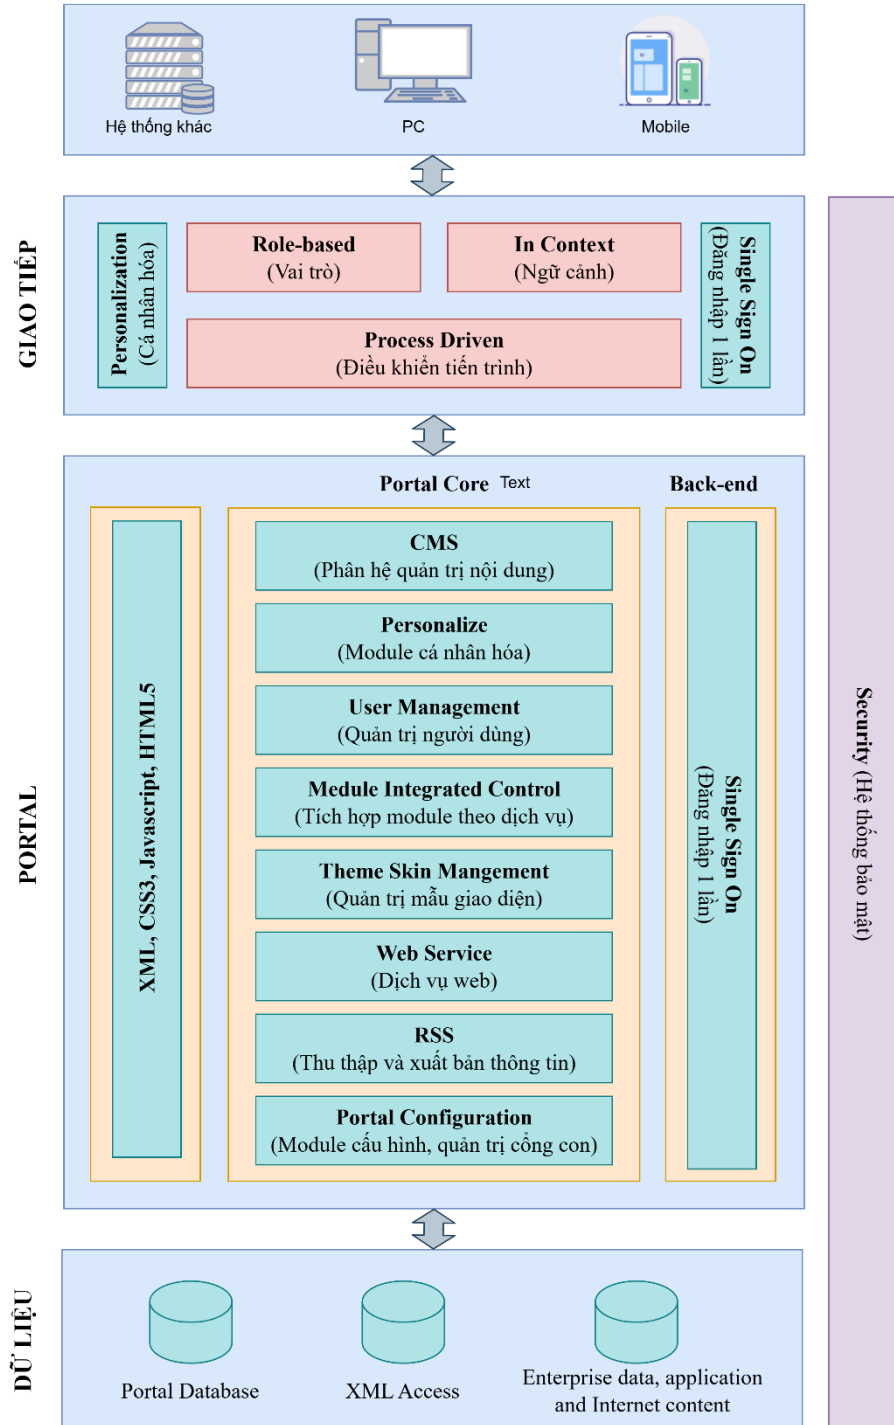 Hệ thống khác
PC
Mobile
GIAO TIẾP
Personalization
(Cá nhân hóa)
Role-based
(Vai trò)
In Context
(Ngữ cảnh)
Process Driven
(Điều khiển tiến trình)
Single Sign On
(Đăng nhập 1 lần)
PORTAL
Portal Core Text
Back-end
XML, CSS3, Javascript, HTML5
CMS
(Phân hệ quản trị nội dung)
Personalize
(Module cá nhân hóa)
User Management
(Quản trị người dùng)
Medule Integrated Control
(Tích hợp module theo dịch vụ)
Theme Skin Mangement
(Quản trị mẫu giao diện)
Web Service
(Dịch vụ web)
RSS
(Thu thập và xuất bản thông tin)
Portal Configuration
(Module cấu hình, quản trị cổng con)
Single Sign On
(Đăng nhập 1 lần)
Security (Hệ thống bảo mật)
DỮ LIỆU
Portal Database
XML Access
Enterprise data, application
and Internet content